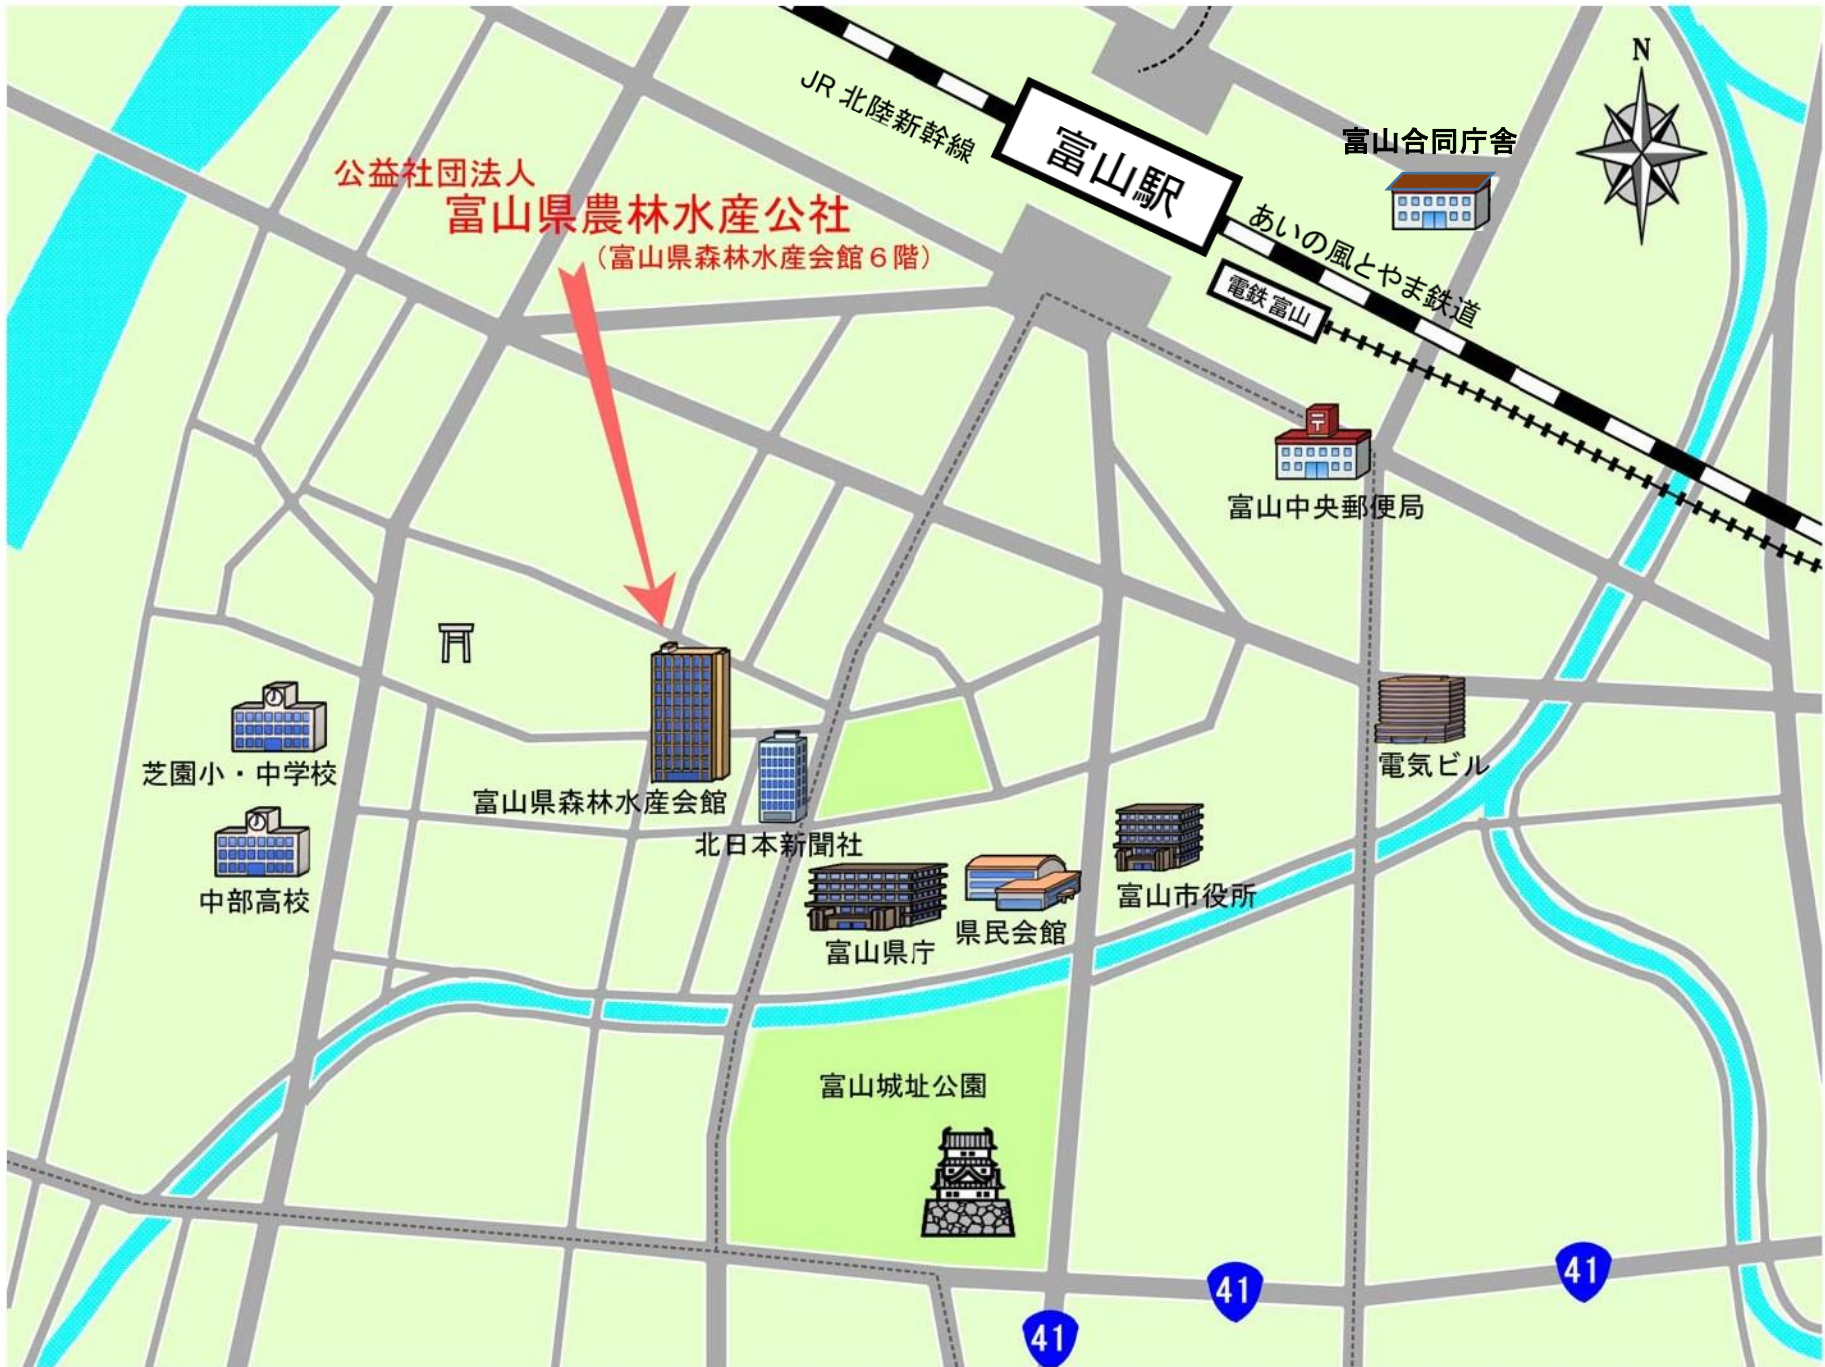 N
JR 北陸新幹線
富山駅
富山合同庁舎
公益社団法人
富山県農林水産公社
（富山県森林水産会館６階）
あいの風とやま鉄道
電鉄富山
〒
富山中央郵便局
芝園小・中学校
電気ビル
富山県森林水産会館
北日本新聞社
中部高校
富山市役所
県民会館
富山県庁
富山城址公園
41
41
41